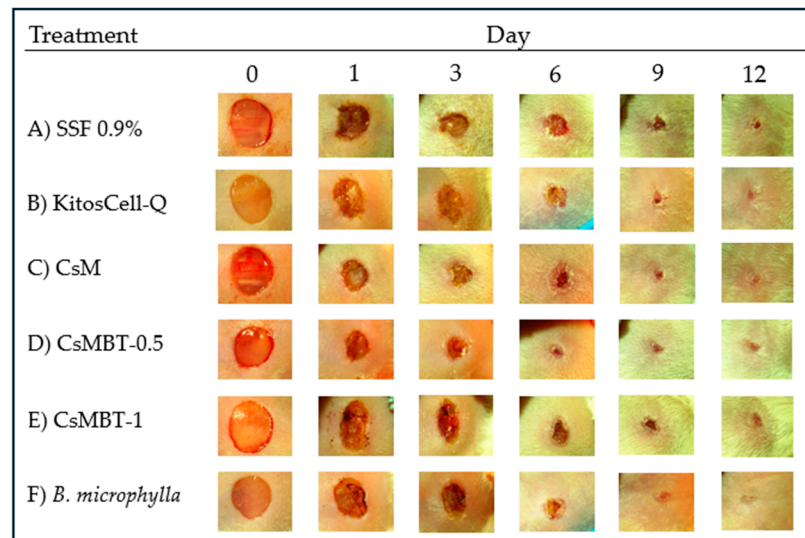 Treatment Day
0 1 3 6 9 12
A) SSF 0.9%
B) KitosCell-Q
C) CsM
D) CsMBT-0.5
E) CsMBT-1
F) B. microphylla